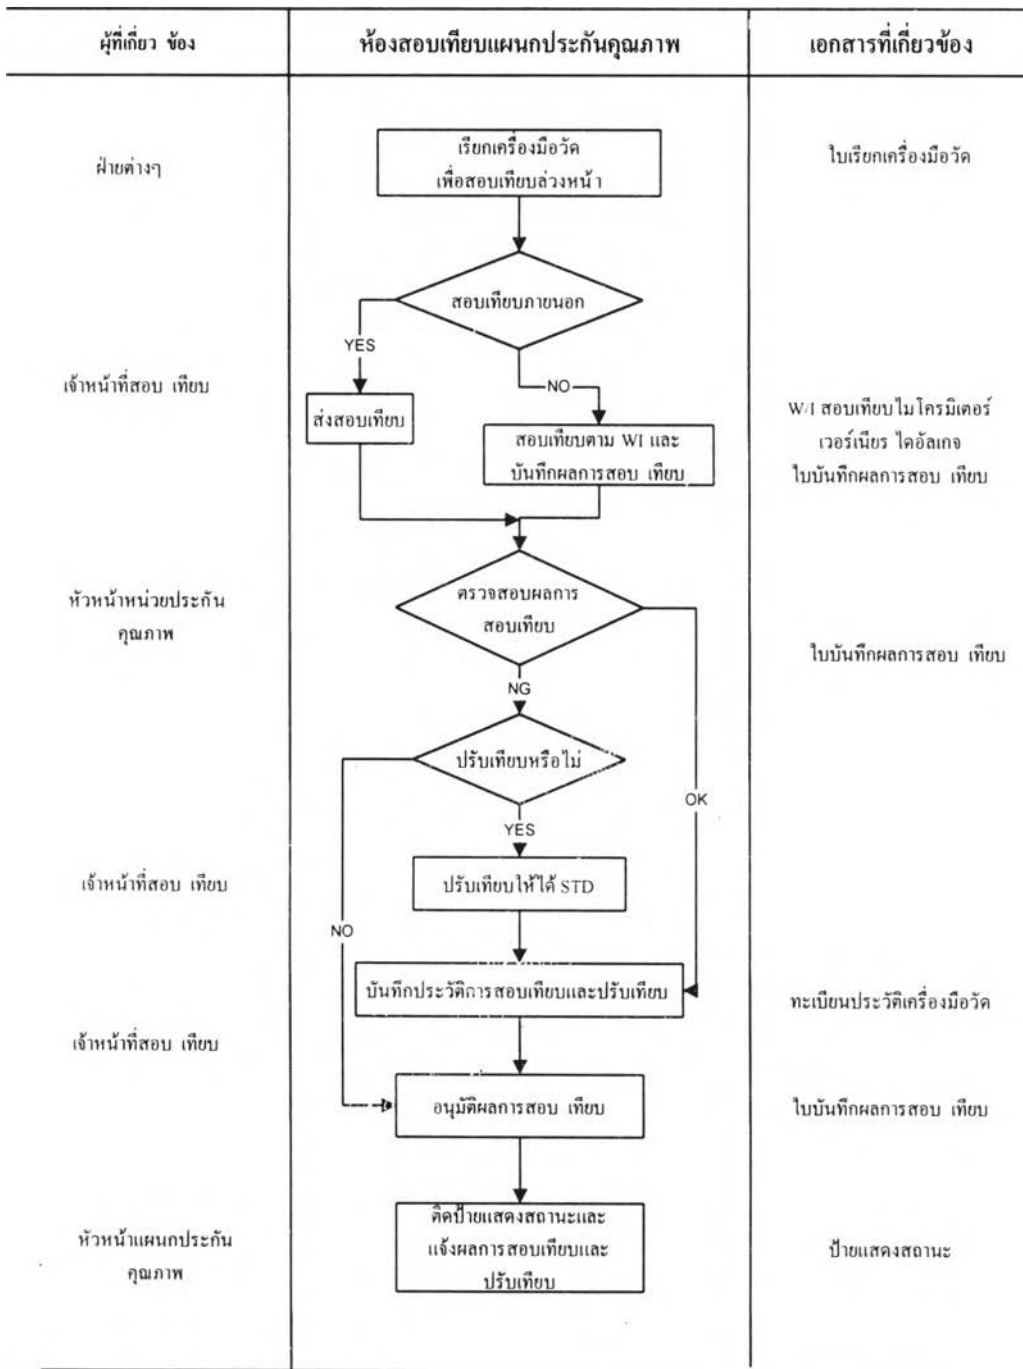 ผู้ที่เกี่ยว ข้อง
ห้องสอบเทียบแผนกประกันคุณภาพ
เอกสารที่เกี่ยวข้อง
ฝ่ายต่างๆ
เรียกเครื่องมือวัด
เพื่อสอบเทียบล่วงหน้า
ใบเรียกเครื่องมือวัด
สอบเทียบภายนอก
YES
NO
เจ้าหน้าที่สอบ เทียบ
ส่งสอบเทียบ
สอบเทียบตาม WI และ
บันทึกผลการสอบ เทียบ
W/I สอบเทียบไมโครมิเตอร์
เวอร์เนียร ไดอัลเกจ
ใบบันทึกผลการสอบ เทียบ
หัวหน้าหน่วยประกัน
คุณภาพ
ตรวจสอบผลการ
สอบเทียบ
ใบบันทึกผลการสอบ เทียบ
NG
ปรับเทียบหรือไม่
OK
YES
เจ้าหน้าที่สอบ เทียบ
ปรับเทียบให้ได้ STD
NO
บันทึกประวัติการสอบเทียบและปรับเทียบ
ทะเบียนประวัติเครื่องมือวัด
เจ้าหน้าที่สอบ เทียบ
อนุมัติผลการสอบ เทียบ
ใบบันทึกผลการสอบ เทียบ
หัวหน้าแผนกประกัน
คุณภาพ
ติดป้ายแสดงสถานะและ
แจ้งผลการสอบเทียบและ
ปรับเทียบ
ป้ายแสดงสถานะ